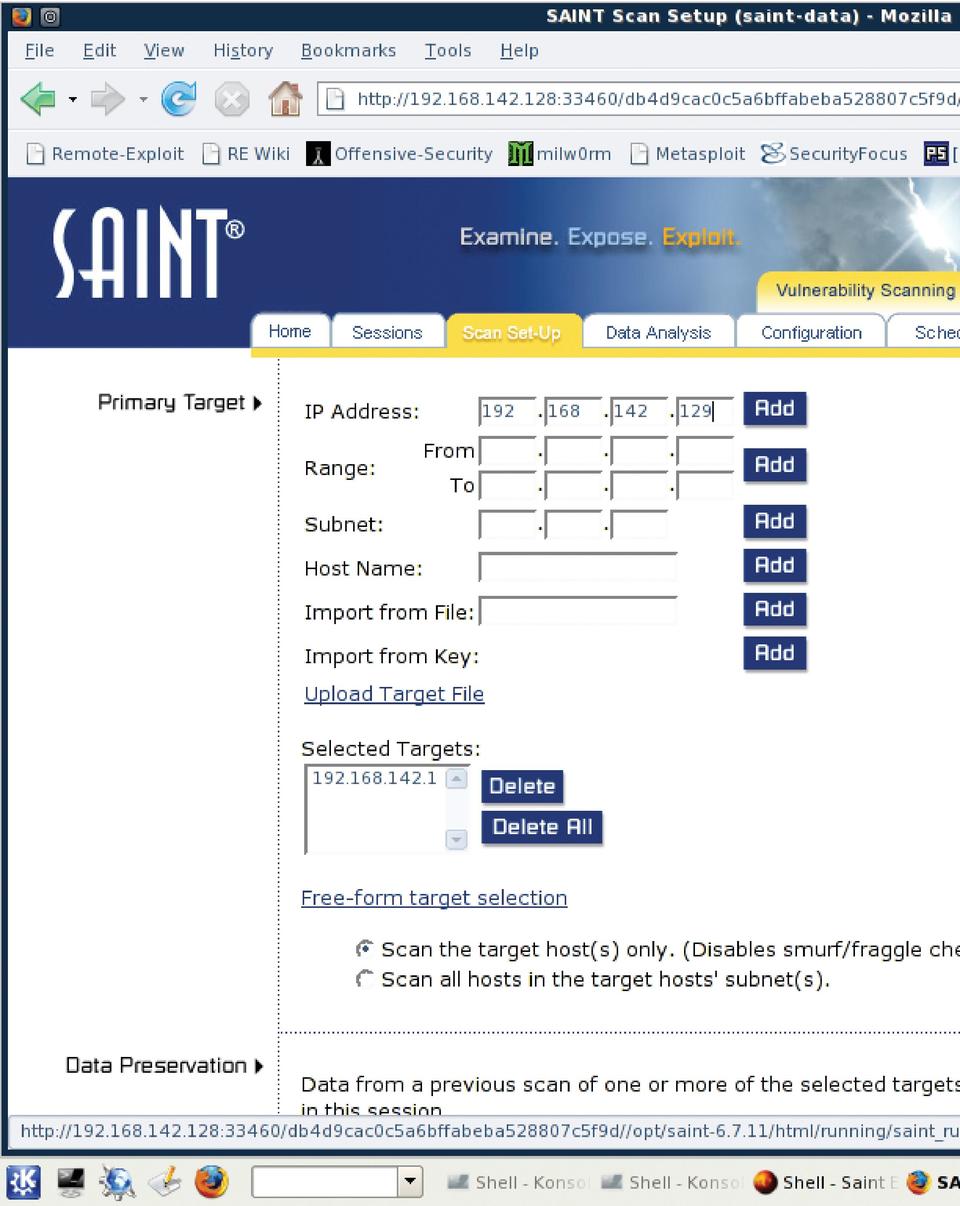 SAINT Scan Setup (saint-data) - Mozilla
File Edit View History Bookmarks Tools Help
http://192.168.142.128:33460/db4d9cac0c5a6bffabeba528807c5f9d/
Remote-Exploit RE Wiki Offensive-Security milw0rm Metasploit SecurityFocus PS [
SAINT®
Examine. Expose. Exploit.
Vulnerability Scanning
Home Sessions Scan Set-Up Data Analysis Configuration Sched
Primary Target
IP Address: 192 . 168 . 142 . 129 Add
From . . .
Range: Add
To . . .
Subnet: . . Add
Host Name: Add
Import from File: Add
Import from Key: Add
Upload Target File
Selected Targets:
192.168.142.1
Delete
Delete All
Free-form target selection
Scan the target host(s) only. (Disables smurf/fraggle che
Scan all hosts in the target hosts' subnet(s).
Data Preservation
Data from a previous scan of one or more of the selected targets
in this session
http://192.168.142.128:33460/db4d9cac0c5a6bffabeba528807c5f9d//opt/saint-6.7.11/html/running/saint_ru
Shell - Konso Shell - Konso Shell - Saint E SA